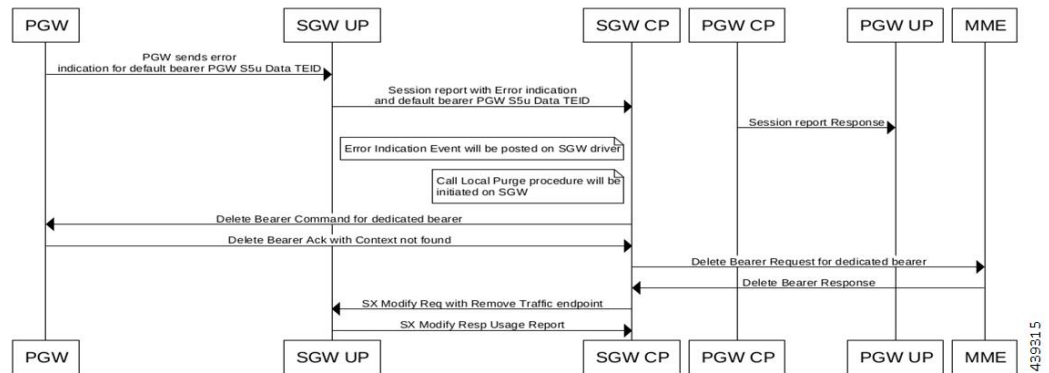 PGW
SGW UP
SGW CP
PGW CP
PGW UP
MME
PGW sends error
indication for default bearer PGW S5u Data TEID
Session report with Error indication
and default bearer PGW S5u Data TEID
Session report Response
Error Indication Event will be posted on SGW driver
Call Local Purge procedure will be
initiated on SGW
Delete Bearer Command for dedicated bearer
Delete Bearer Ack with Context not found
Delete Bearer Request for dedicated bearer
Delete Bearer Response
SX Modify Req with Remove Traffic endpoint
SX Modify Resp Usage Report
PGW
SGW UP
SGW CP
PGW CP
PGW UP
MME
439315